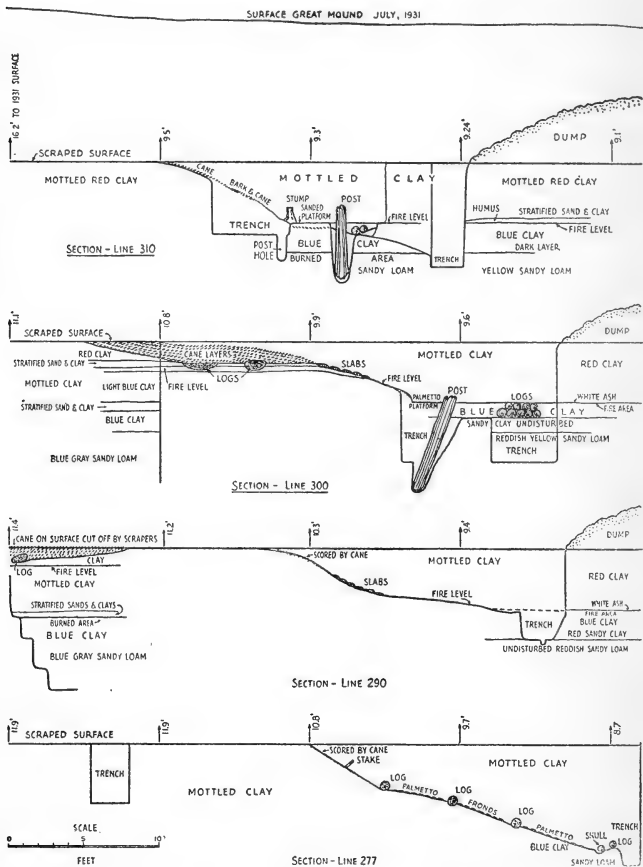 SURFACE GREAT MOUND JULY, 1931
16.2' TO 1931 SURFACE
9.5'
9.3'
9.24'
9.1'
DUMP
SCRAPED SURFACE
MOTTLED RED CLAY
CANE
BARK & CANE
MOTTLED CLAY
MOTTLED RED CLAY
STUMP
SANDED PLATFORM
POST
FIRE LEVEL
HUMUS
STRATIFIED SAND & CLAY
FIRE LEVEL
TRENCH
POST HOLE
BLUE CLAY
BURNED AREA
SANDY LOAM
TRENCH
BLUE CLAY
DARK LAYER
YELLOW SANDY LOAM
SECTION - LINE 310
11.1'
10.8'
9.9'
9.6'
DUMP
SCRAPED SURFACE
RED CLAY
CANE LAYERS
MOTTLED CLAY
RED CLAY
STRATIFIED SAND & CLAY
LOGS
SLABS
MOTTLED CLAY
LIGHT BLUE CLAY
FIRE LEVEL
FIRE LEVEL
STRATIFIED SAND & CLAY
BLUE CLAY
PALMETTO PLATFORM
POST
LOGS
WHITE ASH
FIRE AREA
BLUE CLAY
SANDY CLAY UNDISTURBED
REDDISH YELLOW SANDY LOAM
TRENCH
TRENCH
BLUE GRAY SANDY LOAM
SECTION - LINE 300
11.4'
11.2'
10.3'
9.4'
DUMP
CANE ON SURFACE CUT OFF BY SCRAPERS
CLAY
LOG
FIRE LEVEL
MOTTLED CLAY
SCORED BY CANE
MOTTLED CLAY
RED CLAY
SLABS
FIRE LEVEL
STRATIFIED SANDS & CLAYS
BURNED AREA
BLUE CLAY
BLUE GRAY SANDY LOAM
WHITE ASH
FIRE AREA
TRENCH
BLUE CLAY
RED SANDY CLAY
UNDISTURBED REDDISH SANDY LOAM
SECTION - LINE 290
11.9'
11.9'
10.8'
9.7'
8.7'
SCRAPED SURFACE
TRENCH
MOTTLED CLAY
SCORED BY CANE
STAKE
MOTTLED CLAY
LOG
PALMETTO
LOG
FRONDS
LOG
PALMETTO
BLUE CLAY
SKULL
TRENCH
LOG
SANDY LOAM
SCALE
0 5 10'
FEET
SECTION - LINE 277